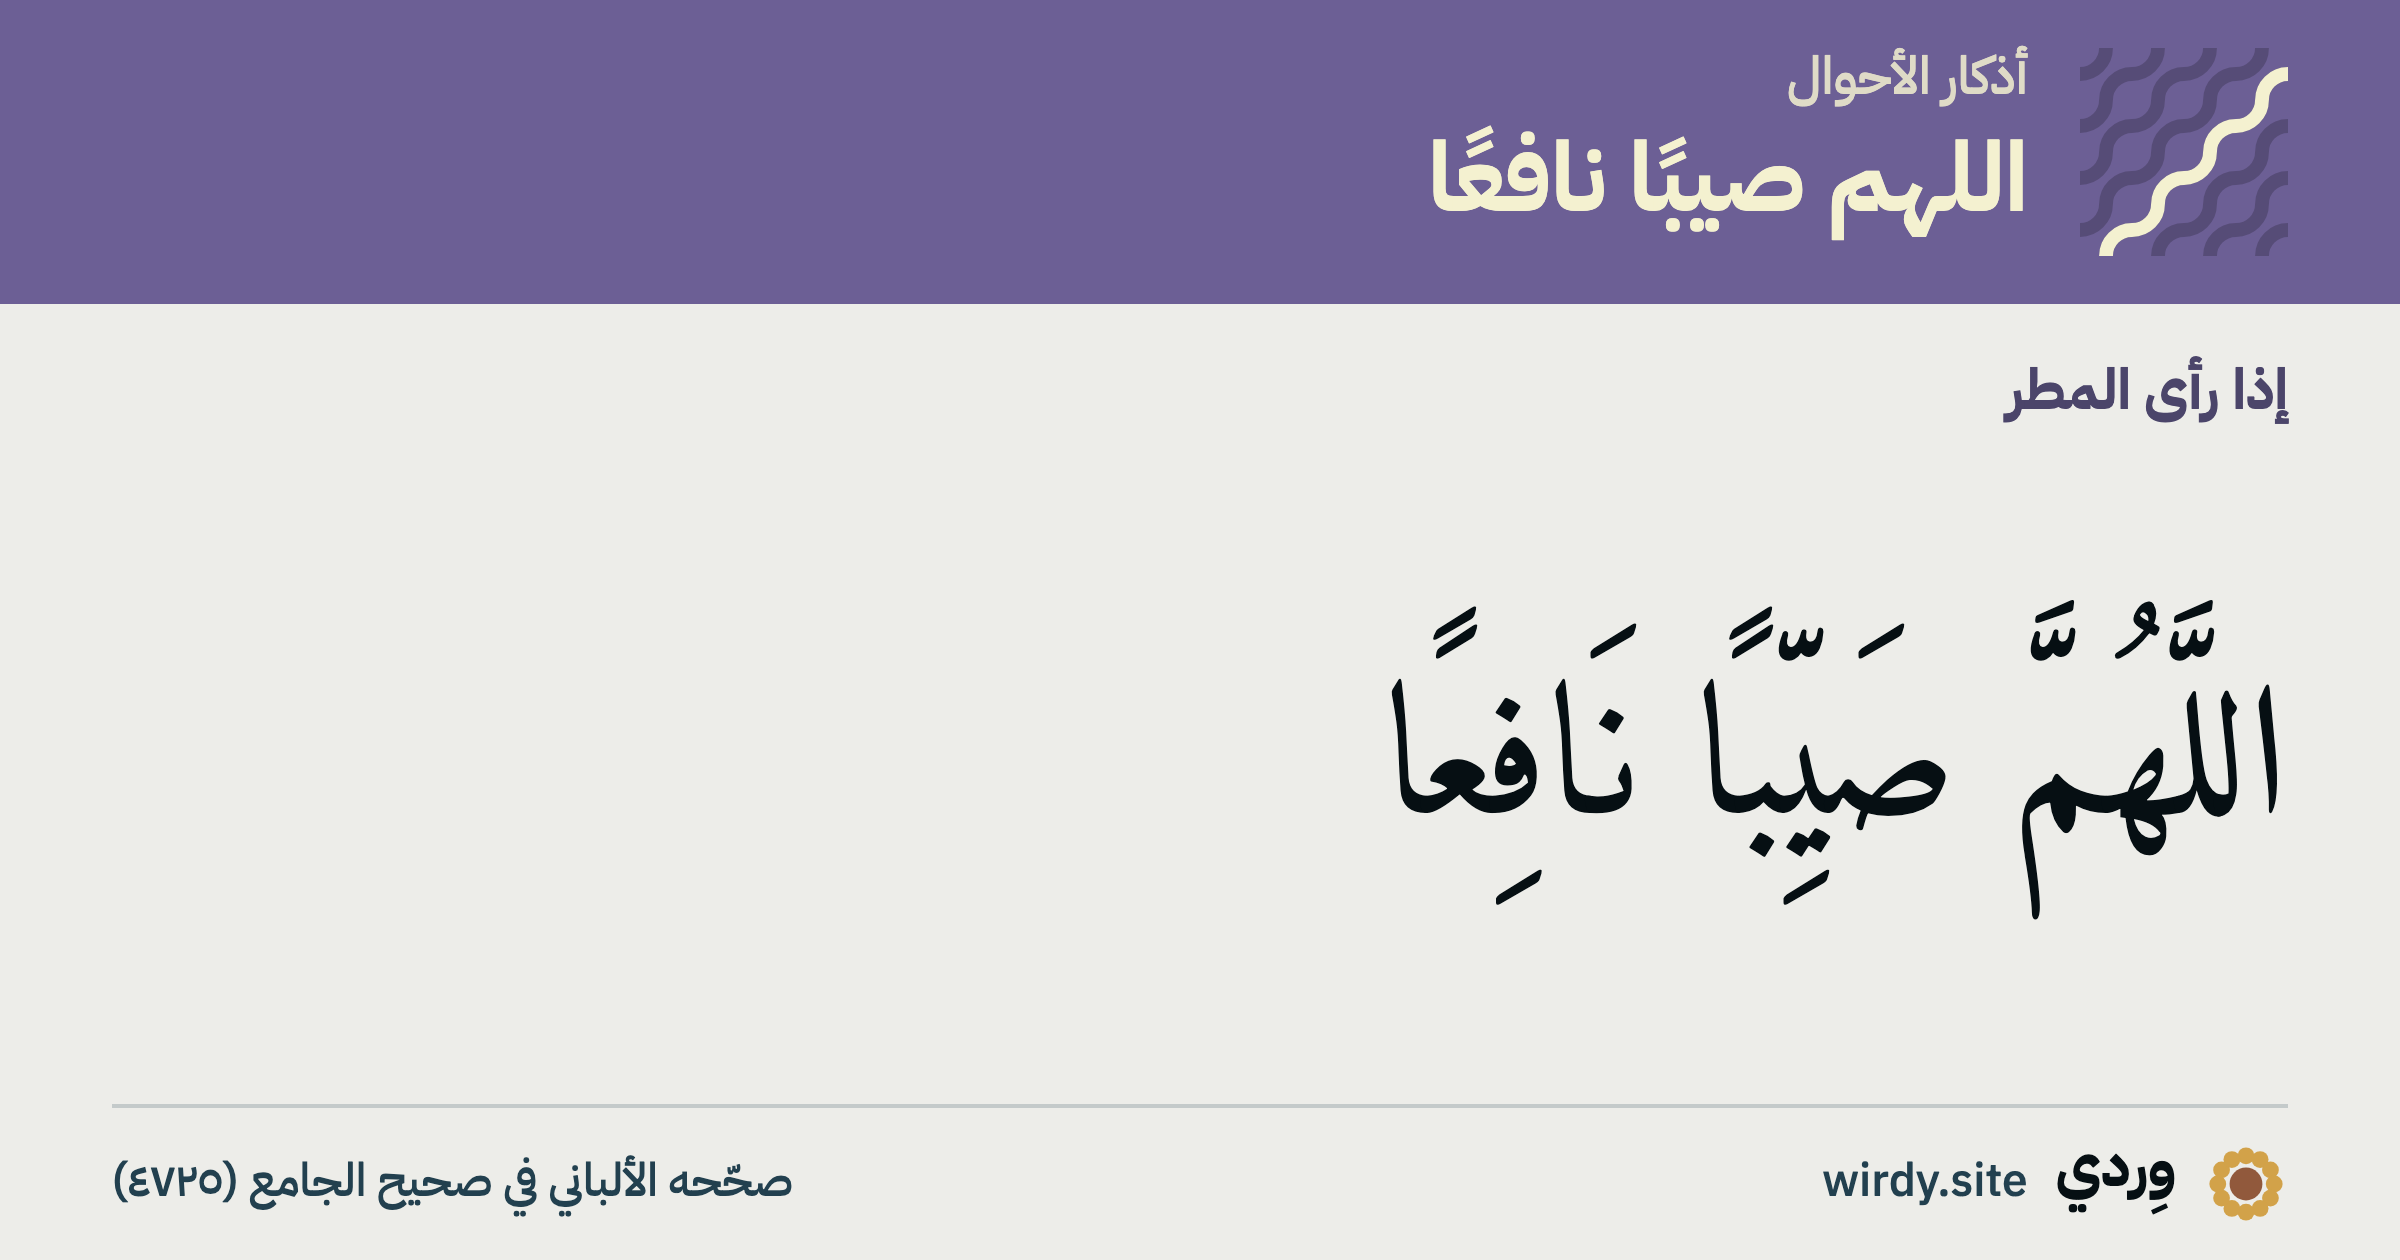 أذكار الأحوال
اللهم صيبًا نافعًا
إذا رأى المطر
اللَّهُمَّ صَيِّبًا نَافِعًا
وِردي wirdy.site
صحّحه الألباني في صحيح الجامع (٤٧٢٥)